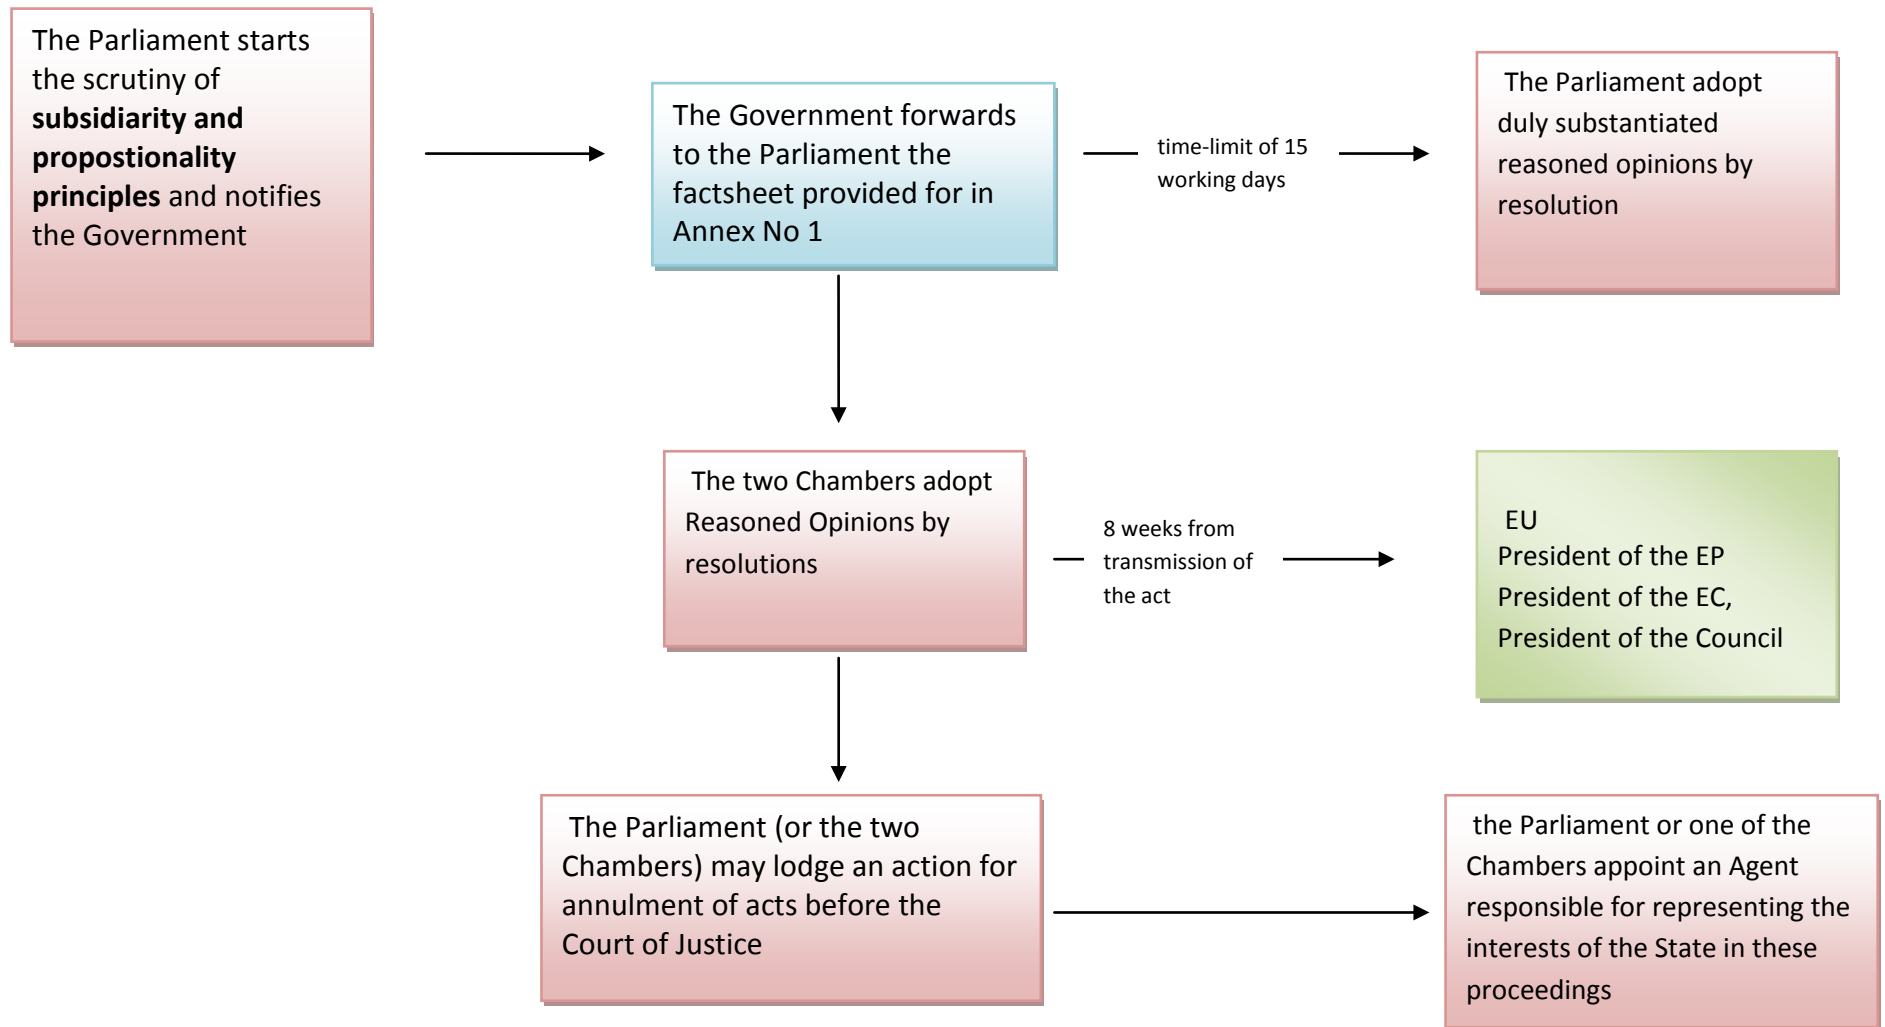 The Parliament starts
the scrutiny of
subsidiarity and
propostionality
principles and notifies
the Government
The Government forwards
to the Parliament the
factsheet provided for in
Annex No 1
time-limit of 15
working days
The Parliament adopt
duly substantiated
reasoned opinions by
resolution
The two Chambers adopt
Reasoned Opinions by
resolutions
8 weeks from
transmission of
the act
EU
President of the EP
President of the EC,
President of the Council
The Parliament (or the two
Chambers) may lodge an action for
annulment of acts before the
Court of Justice
the Parliament or one of the
Chambers appoint an Agent
responsible for representing the
interests of the State in these
proceedings